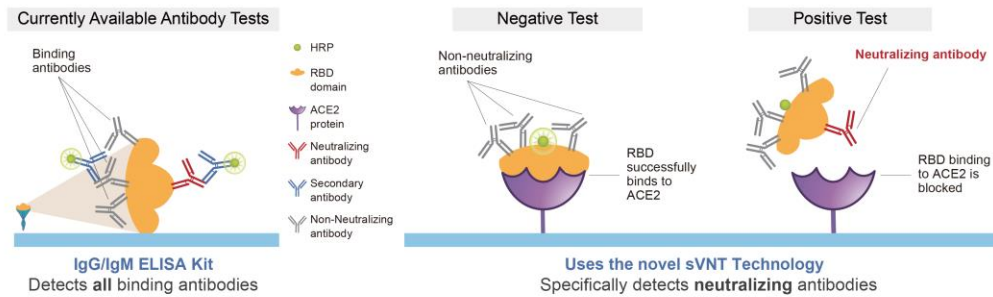 Currently Available Antibody Tests
Binding
antibodies
HRP
RBD
domain
ACE2
protein
Neutralizing
antibody
Secondary
antibody
Non-Neutralizing
antibody
IgG/IgM ELISA Kit
Detects all binding antibodies
Negative Test
Non-neutralizing
antibodies
RBD
successfully
binds to
ACE2
Positive Test
Neutralizing antibody
RBD binding
to ACE2 is
blocked
Uses the novel sVNT Technology
Specifically detects neutralizing antibodies